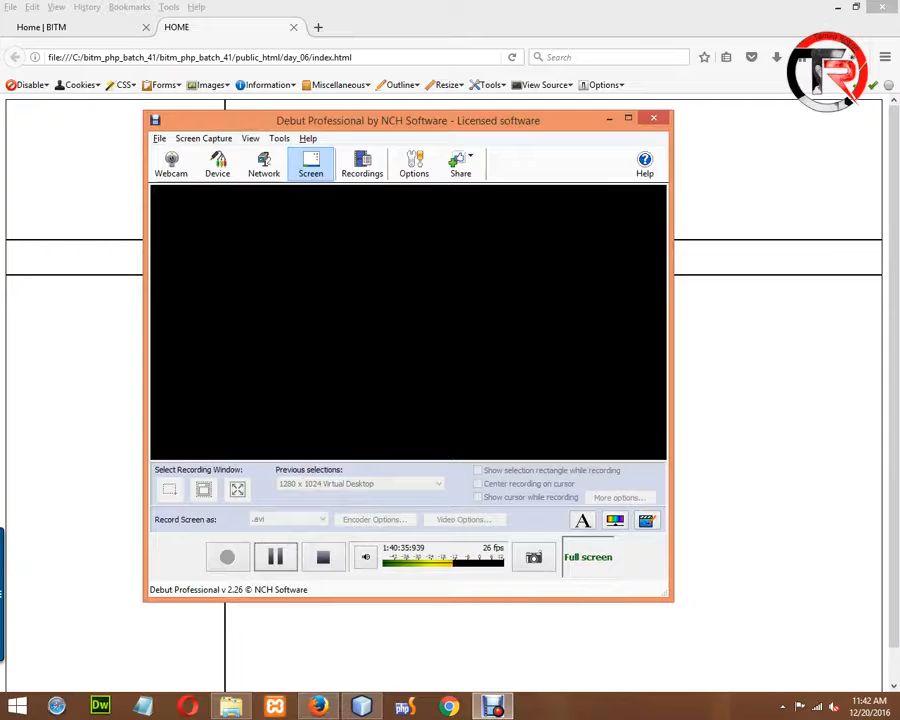 File Edit View History Bookmarks Tools Help
Home | BITM
HOME
file:///C:/bitm_php_batch_41/bitm_php_batch_41/public_html/day_06/index.html
Search
Disable Cookies CSS Forms Images Information Miscellaneous Outline Resize Tools View Source Options
TR
Debut Professional by NCH Software - Licensed software
File Screen Capture View Tools Help
Webcam Device Network Screen Recordings Options Share Help
Select Recording Window:
Previous selections:
1280 x 1024 Virtual Desktop
Show selection rectangle while recording
Center recording on cursor
Show cursor while recording
More options...
Record Screen as:
.avi
Encoder Options...
Video Options...
A
1:40:35:939
26 fps
Full screen
Debut Professional v 2.26 © NCH Software
Dw
php
11:42 AM
12/20/2016